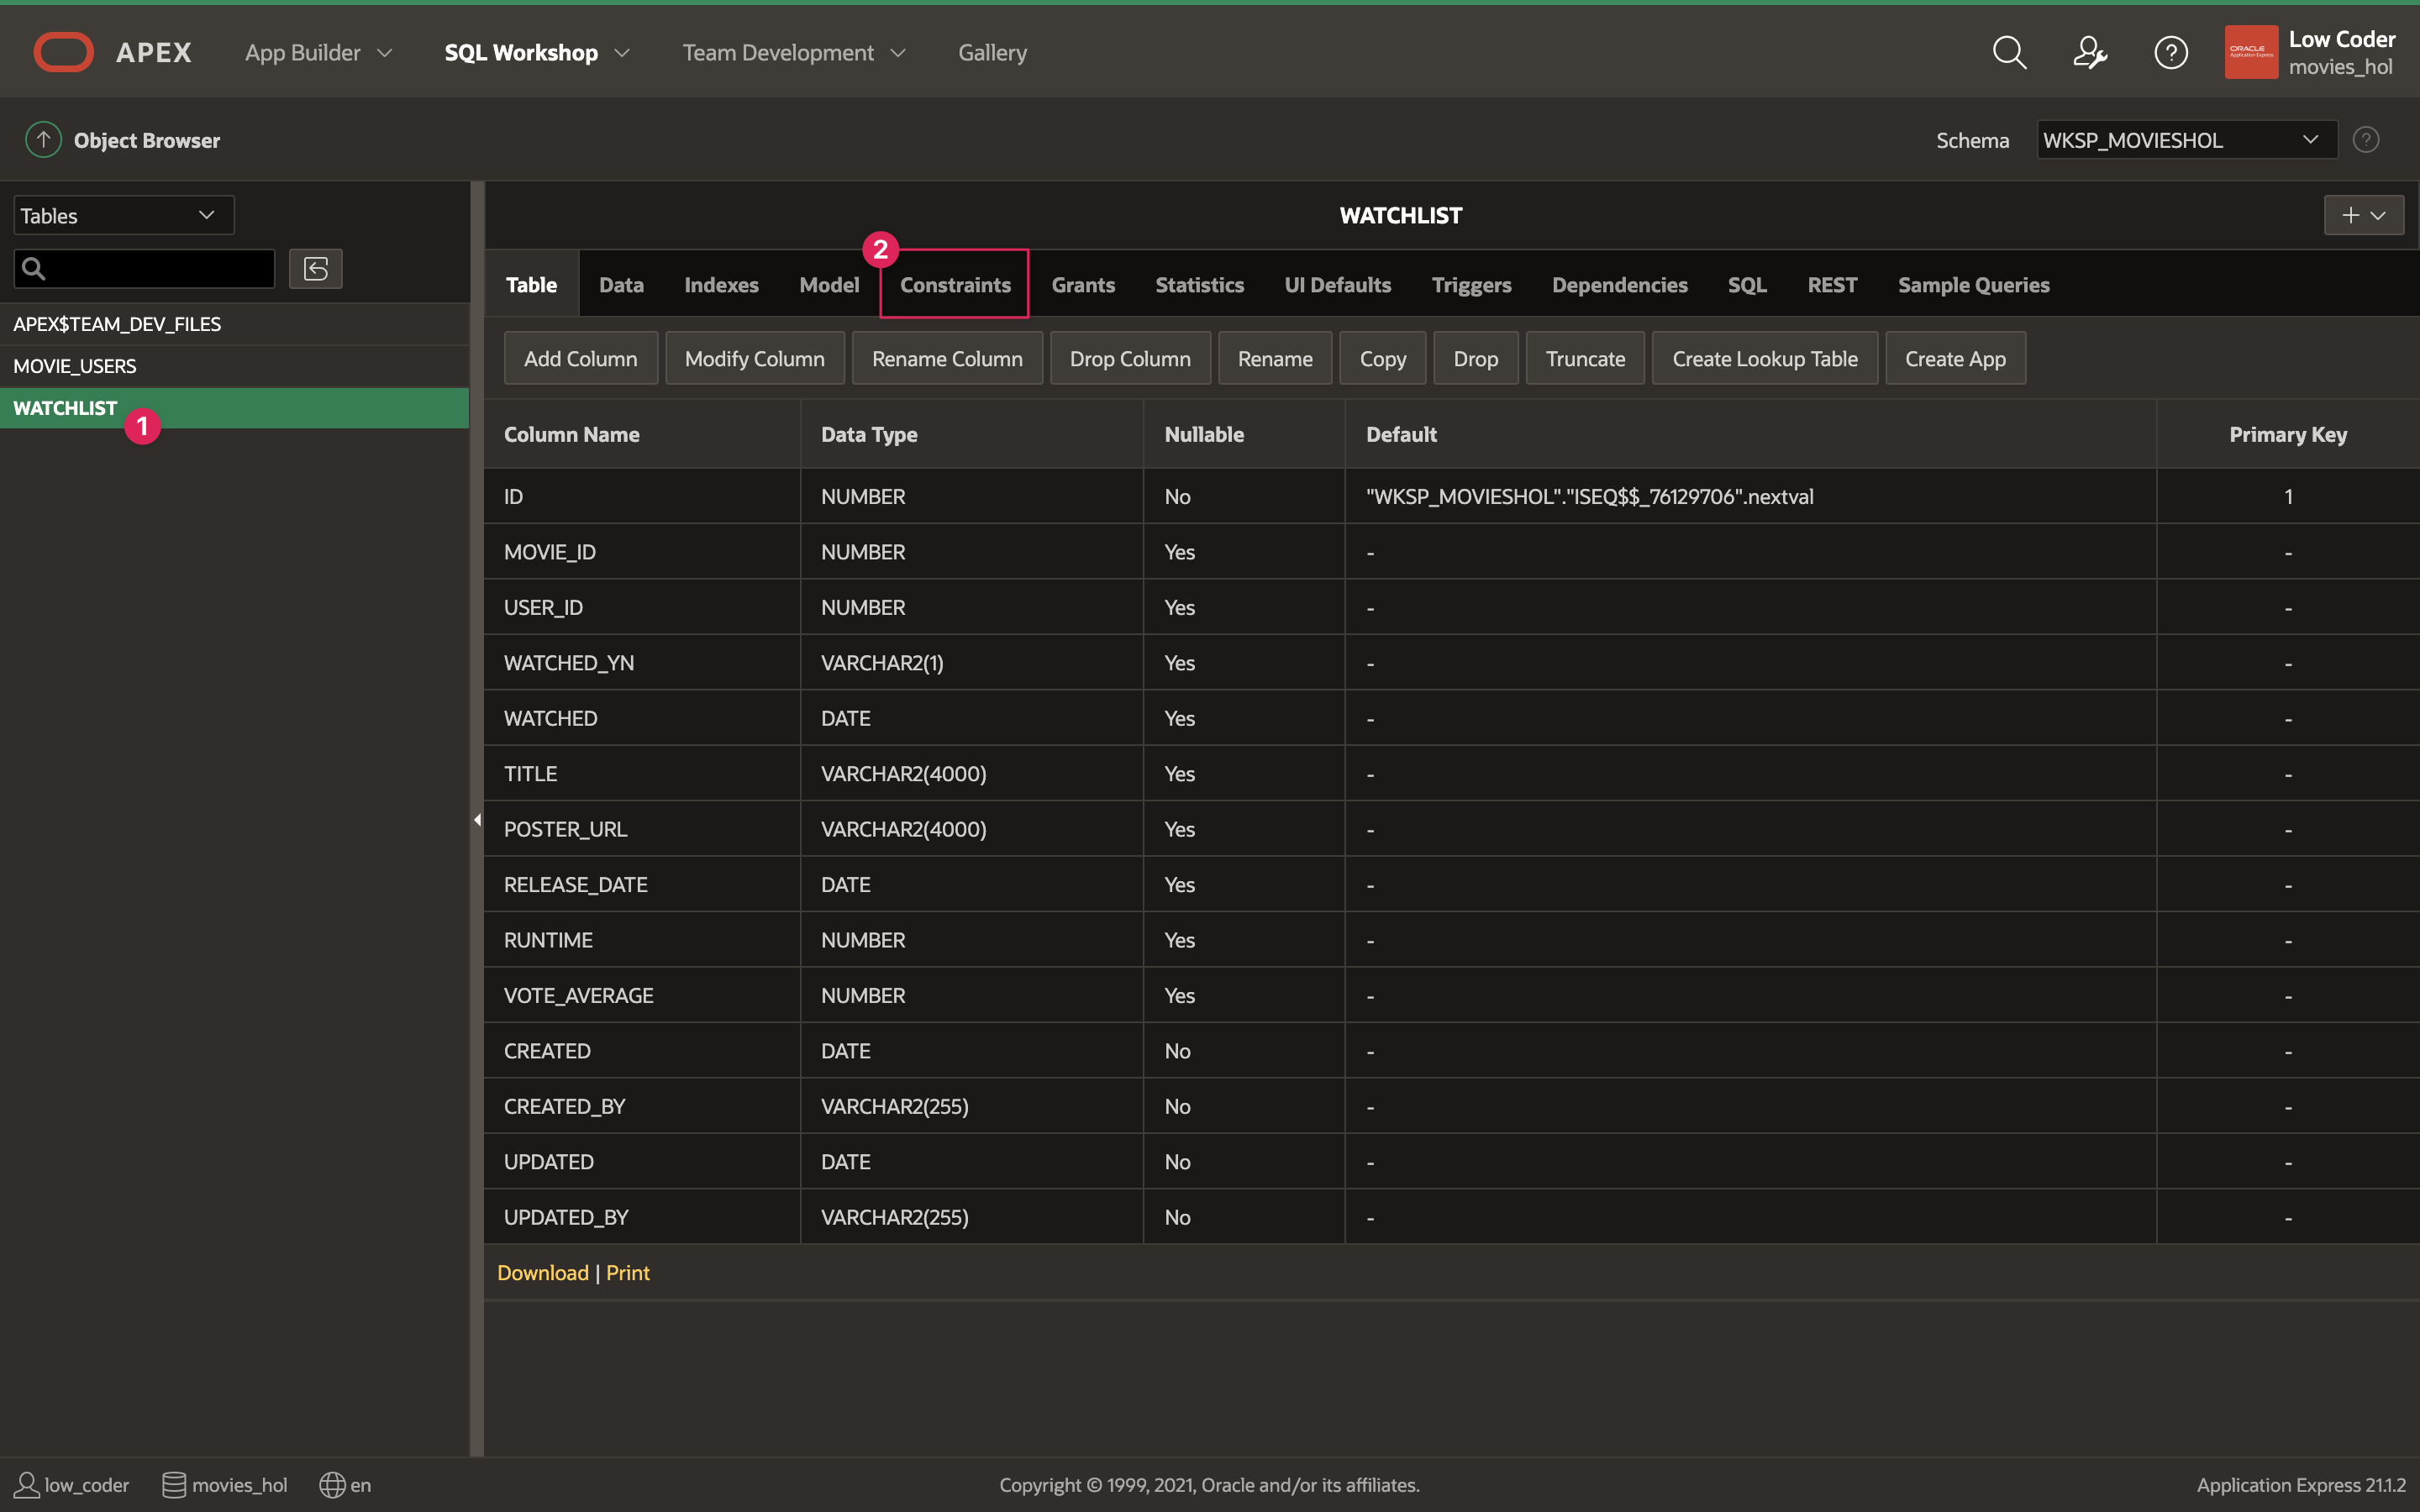 APEX App Builder SQL Workshop Team Development Gallery ORACLE Application Express Low Coder
movies_hol
Object Browser Schema WKSP_MOVIESHOL
Tables
WATCHLIST
2
Table Data Indexes Model Constraints Grants Statistics UI Defaults Triggers Dependencies SQL REST Sample Queries
APEX$TEAM_DEV_FILES
MOVIE_USERS
WATCHLIST
1
Add Column Modify Column Rename Column Drop Column Rename Copy Drop Truncate Create Lookup Table Create App
Column Name Data Type Nullable Default Primary Key
ID NUMBER No "WKSP_MOVIESHOL"."ISEQ$$_76129706".nextval 1
MOVIE_ID NUMBER Yes - -
USER_ID NUMBER Yes - -
WATCHED_YN VARCHAR2(1) Yes - -
WATCHED DATE Yes - -
TITLE VARCHAR2(4000) Yes - -
POSTER_URL VARCHAR2(4000) Yes - -
RELEASE_DATE DATE Yes - -
RUNTIME NUMBER Yes - -
VOTE_AVERAGE NUMBER Yes - -
CREATED DATE No - -
CREATED_BY VARCHAR2(255) No - -
UPDATED DATE No - -
UPDATED_BY VARCHAR2(255) No - -
Download | Print
low_coder movies_hol en Copyright © 1999, 2021, Oracle and/or its affiliates. Application Express 21.1.2